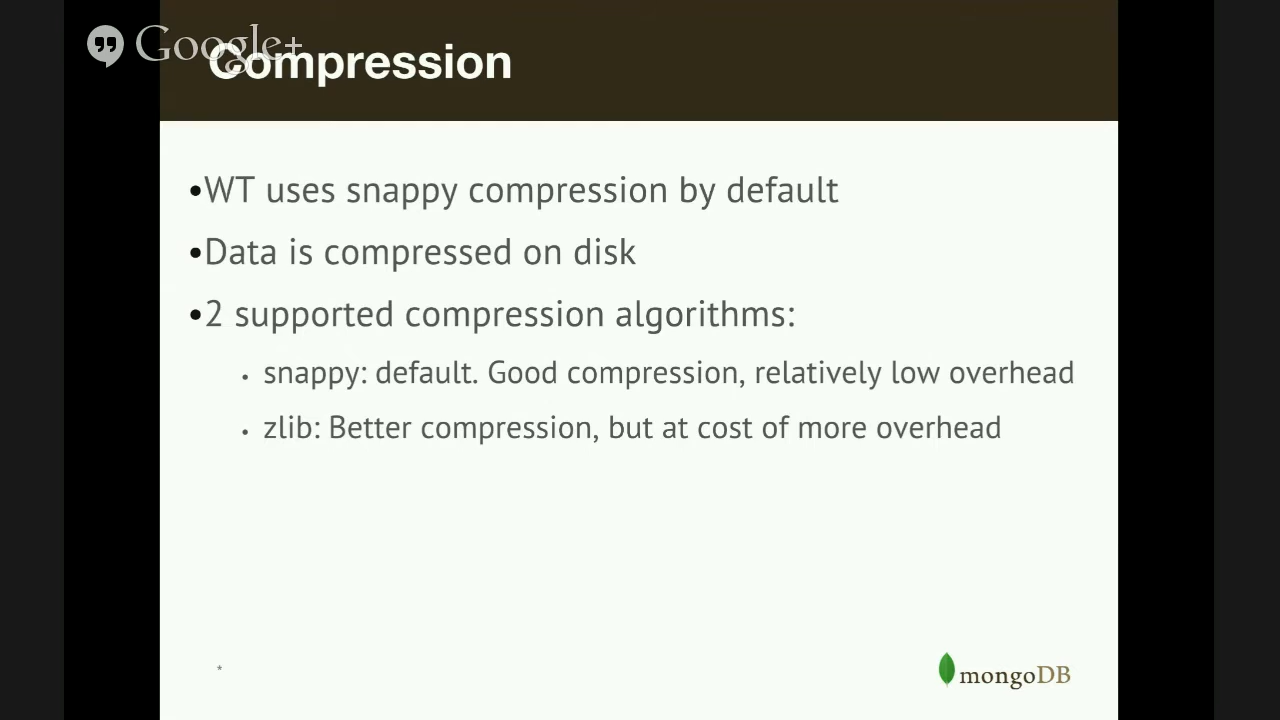 Google+
Compression
•WT uses snappy compression by default
•Data is compressed on disk
•2 supported compression algorithms:
• snappy: default. Good compression, relatively low overhead
• zlib: Better compression, but at cost of more overhead
*
mongoDB